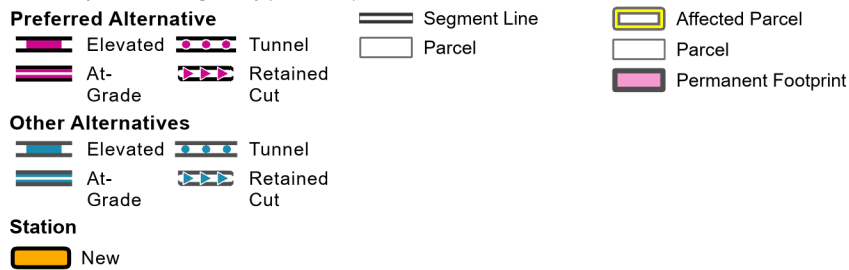 Preferred Alternative
Elevated Tunnel
At-
Grade
Retained
Cut
Other Alternatives
Elevated Tunnel
At-
Grade
Retained
Cut
Station
New
Segment Line
Parcel
Affected Parcel
Parcel
Permanent Footprint